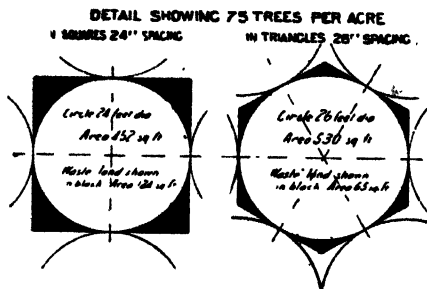 DETAIL SHOWING 75 TREES PER ACRE
IN SQUARES 24" SPACING
IN TRIANGLES 26" SPACING
Circle 24 feet dia
Area 452 sq ft
Waste land shown
in black Area 124 sq ft
Circle 26 feet dia
Area 530 sq ft
Waste land shown
in black Area 65 sq ft